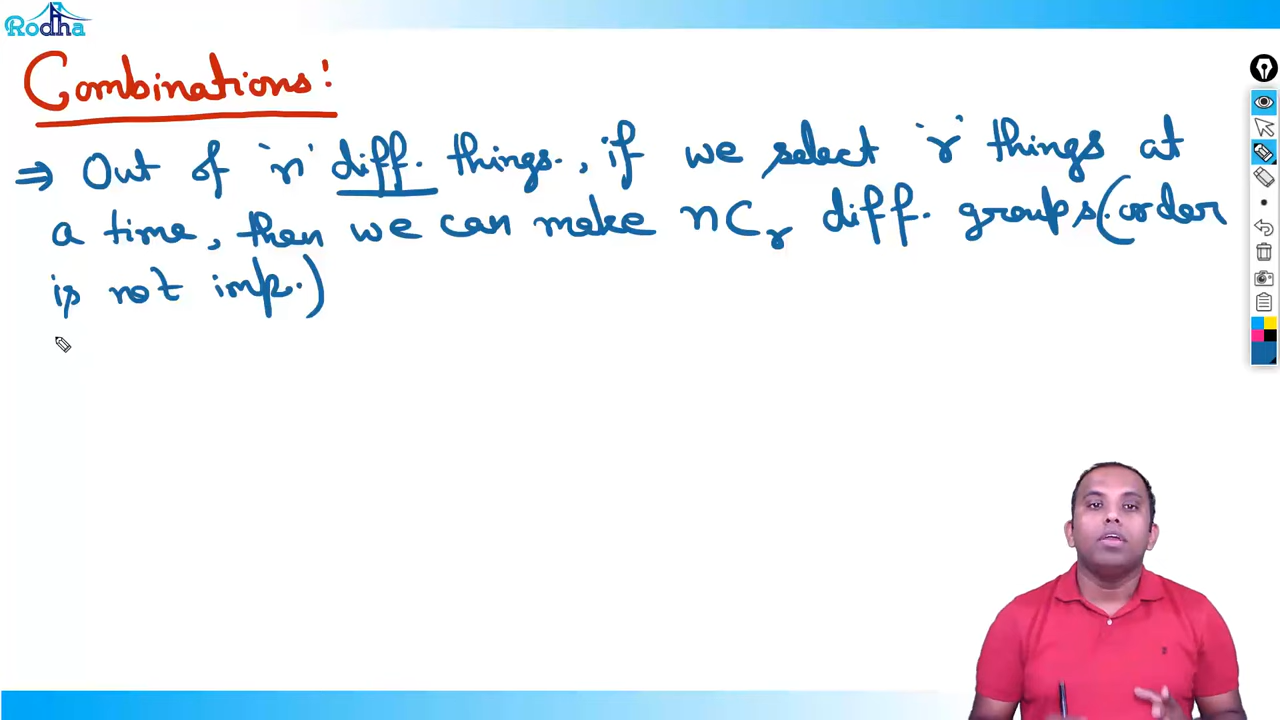 Rodha
Combinations:
⇒ Out of 'n' diff. things., if we select 'r' things at
a time, then we can make nCr diff. groups(order
is not imp.)